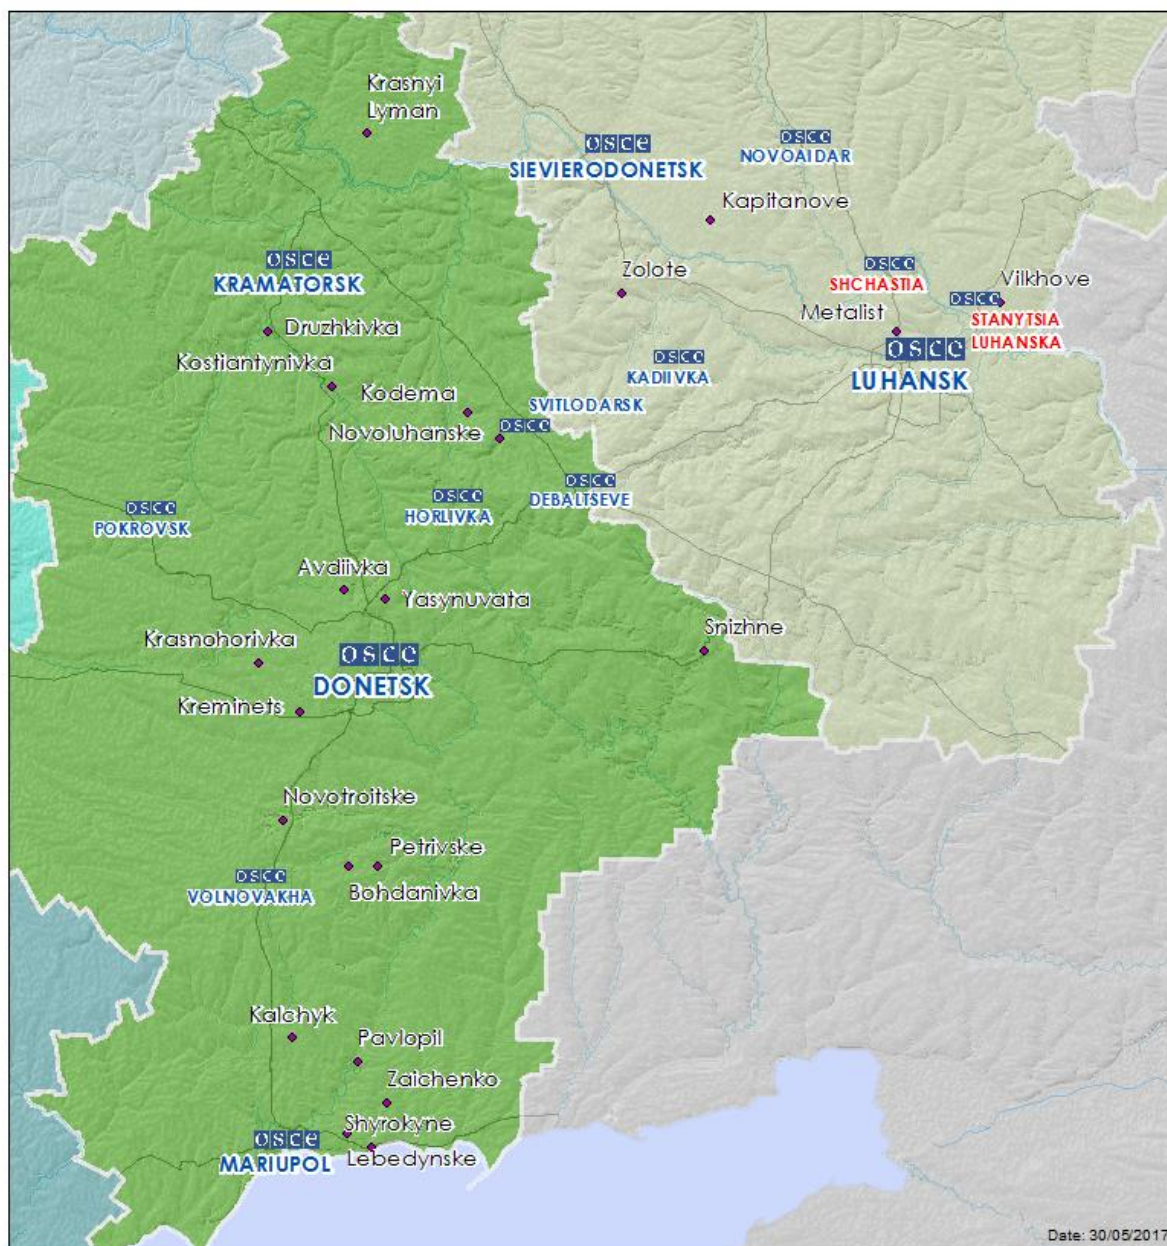 Krasnyi
Lyman
osce
SIEVIERODONETSK
osce
NOVOAIDAR
Kapitanove
osce
KRAMATORSK
Zolote
osce
SHCHASTIA
Vilkhove
osce
STANYTSIA
LUHANSKA
Metalist
Druzhkivka
osce
LUHANSK
Kostiantynivka
osce
KADIIVKA
Kodema
SVITLODARSK
osce
Novoluhanske
osce
POKROVSK
osce
HORLIVKA
osce
DEBALTSEVE
Avdiivka
Yasynuvata
Krasnohorivka
osce
DONETSK
Snizhne
Kreminets
Novotroitske
Petrivske
osce
VOLNOVAKHA
Bohdanivka
Kalchyk
Pavlopil
Zaichenko
Shyrokyne
osce
MARIUPOL
Lebedynske
Date: 30/05/2017